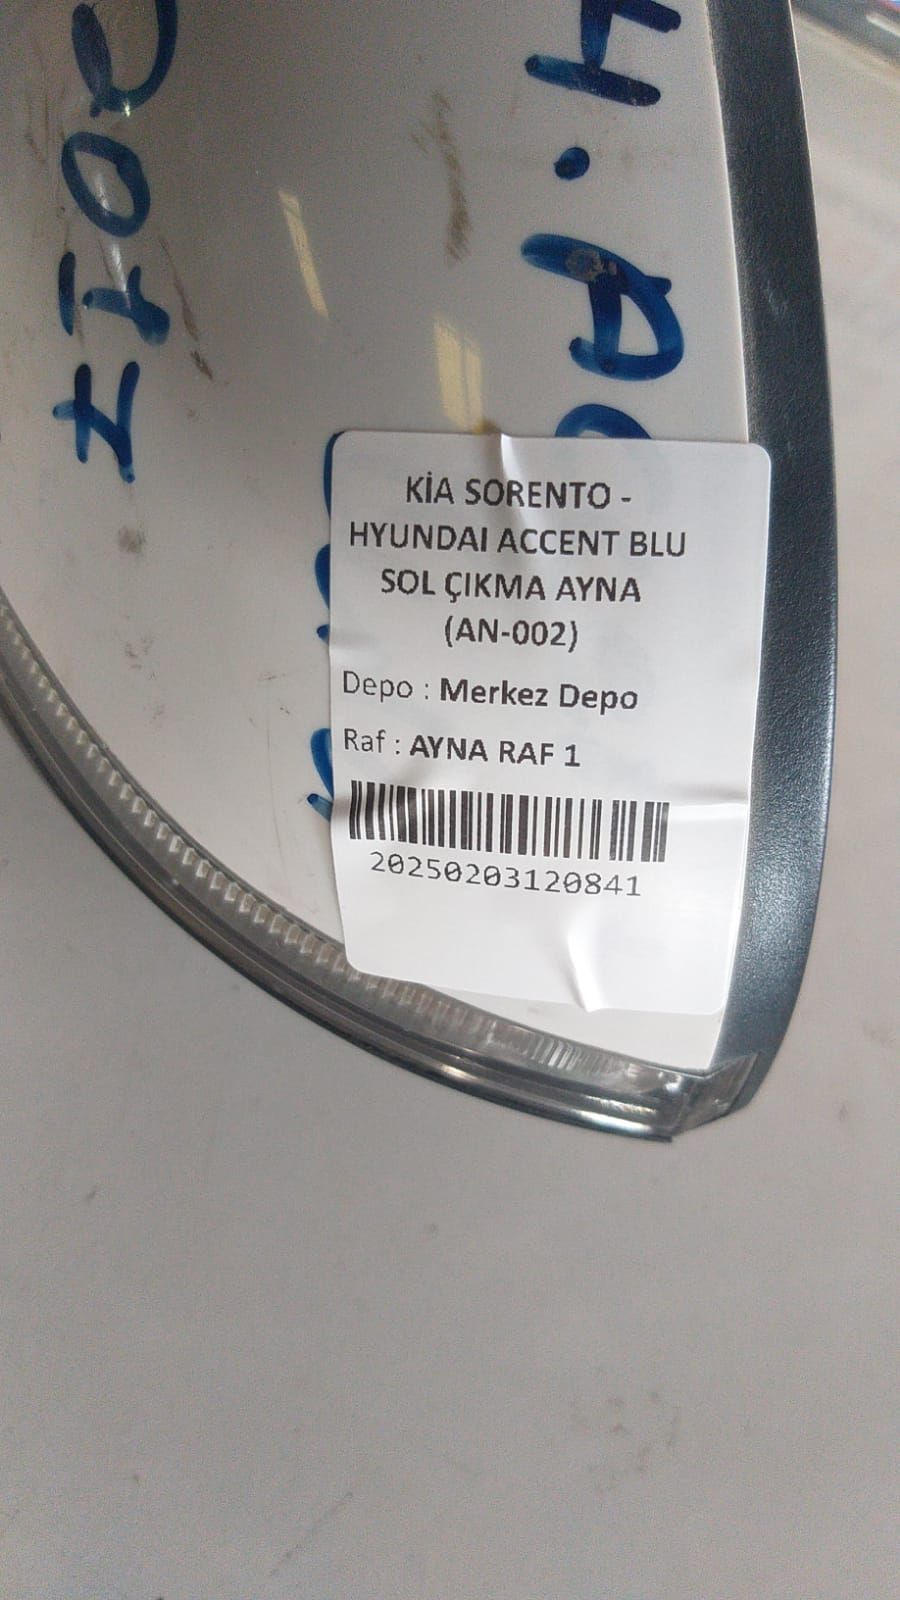 KİA SORENTO -
HYUNDAI ACCENT BLU
SOL ÇIKMA AYNA
(AN-002)
Depo : Merkez Depo
Raf : AYNA RAF 1
20250203120841